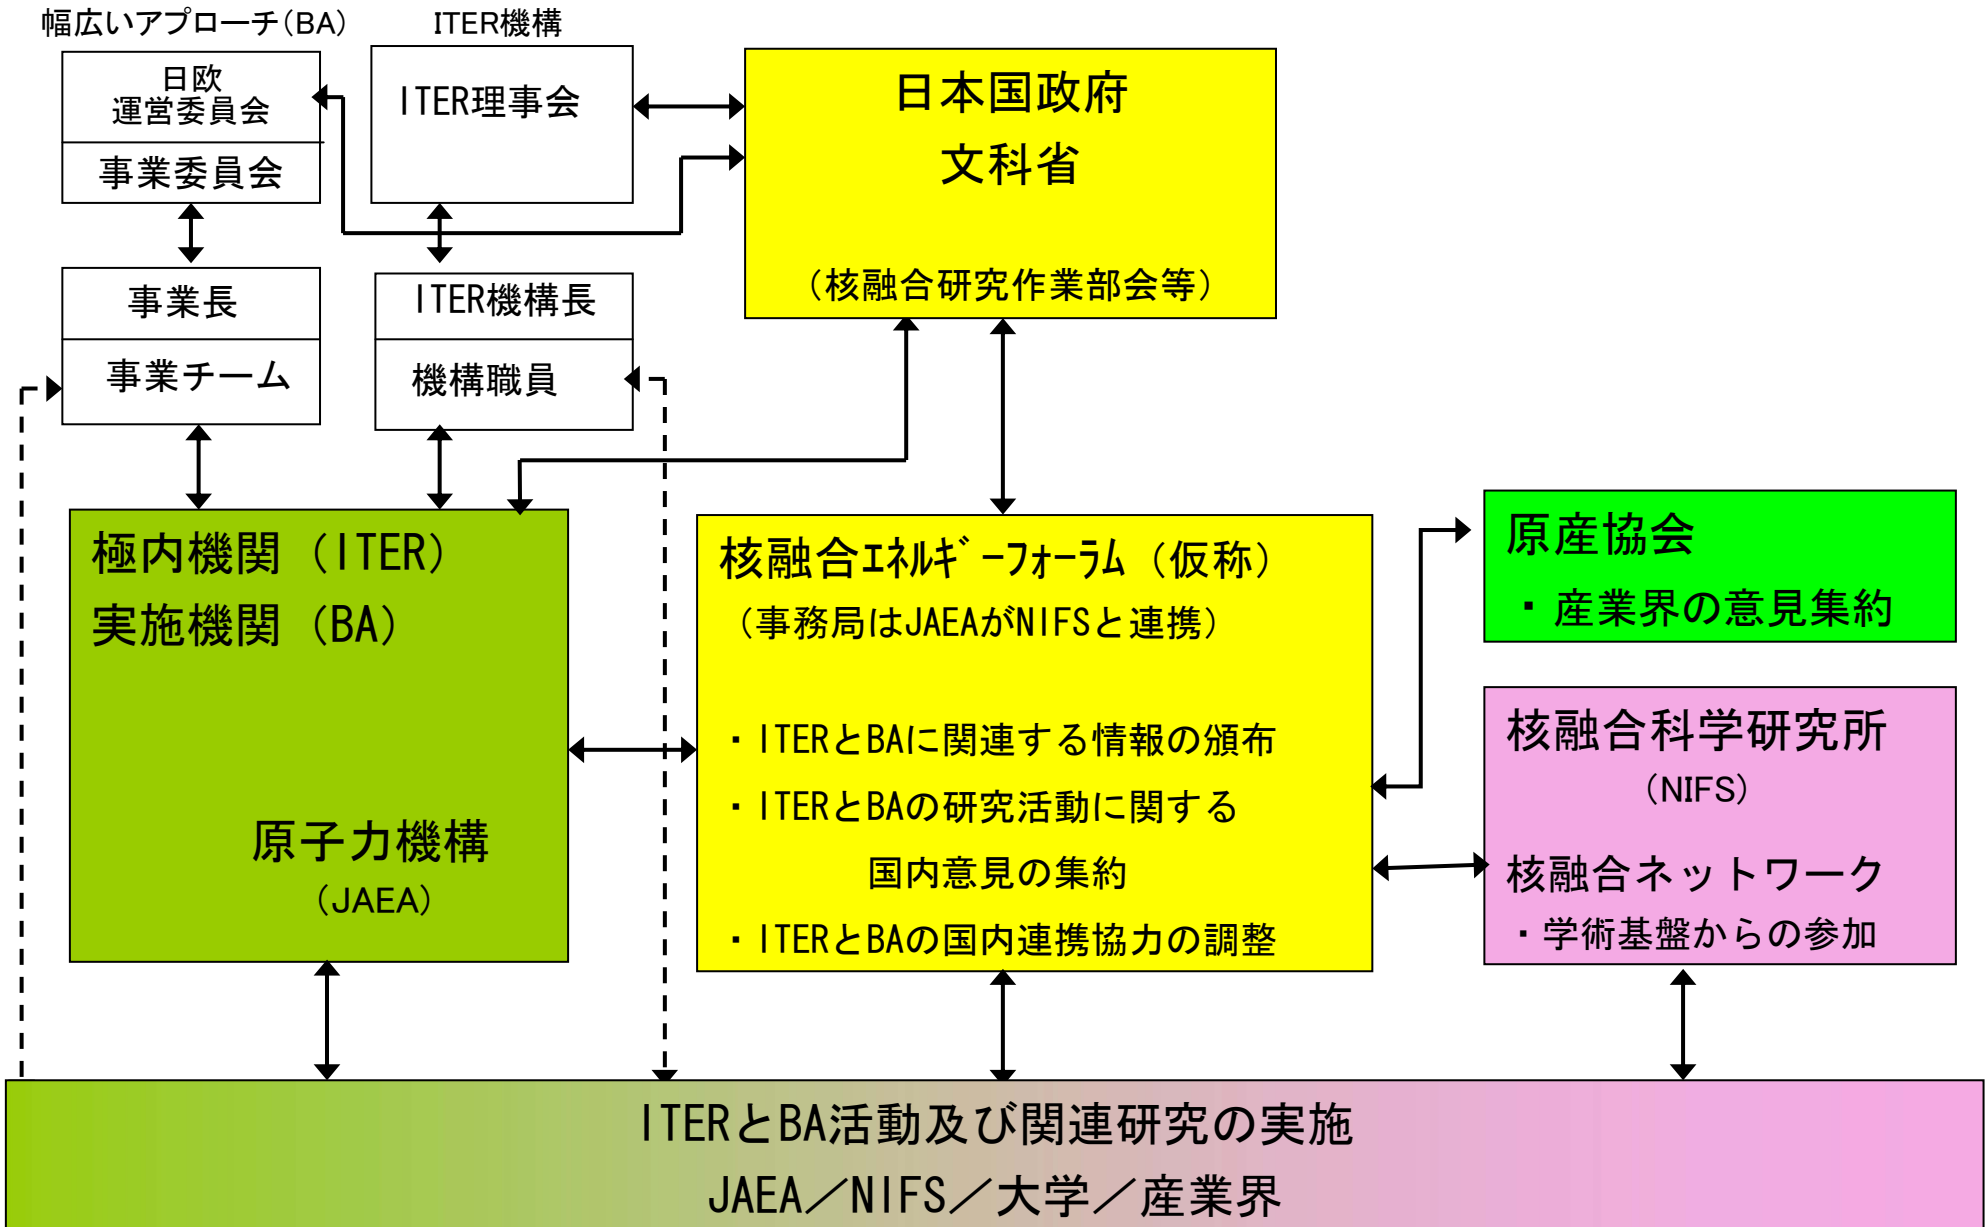 幅広いアプローチ(BA)
日欧
運営委員会
事業委員会
事業長
事業チーム
ITER機構
ITER理事会
ITER機構長
機構職員
日本国政府
文科省
（核融合研究作業部会等）
極内機関（ITER）
実施機関（BA）
原子力機構
（JAEA）
核融合ｴﾈﾙｷﾞｰﾌｫｰﾗﾑ（仮称）
（事務局はJAEAがNIFSと連携）
・ITERとBAに関連する情報の頒布
・ITERとBAの研究活動に関する
国内意見の集約
・ITERとBAの国内連携協力の調整
原産協会
・産業界の意見集約
核融合科学研究所
（NIFS）
核融合ネットワーク
・学術基盤からの参加
ITERとBA活動及び関連研究の実施
JAEA／NIFS／大学／産業界